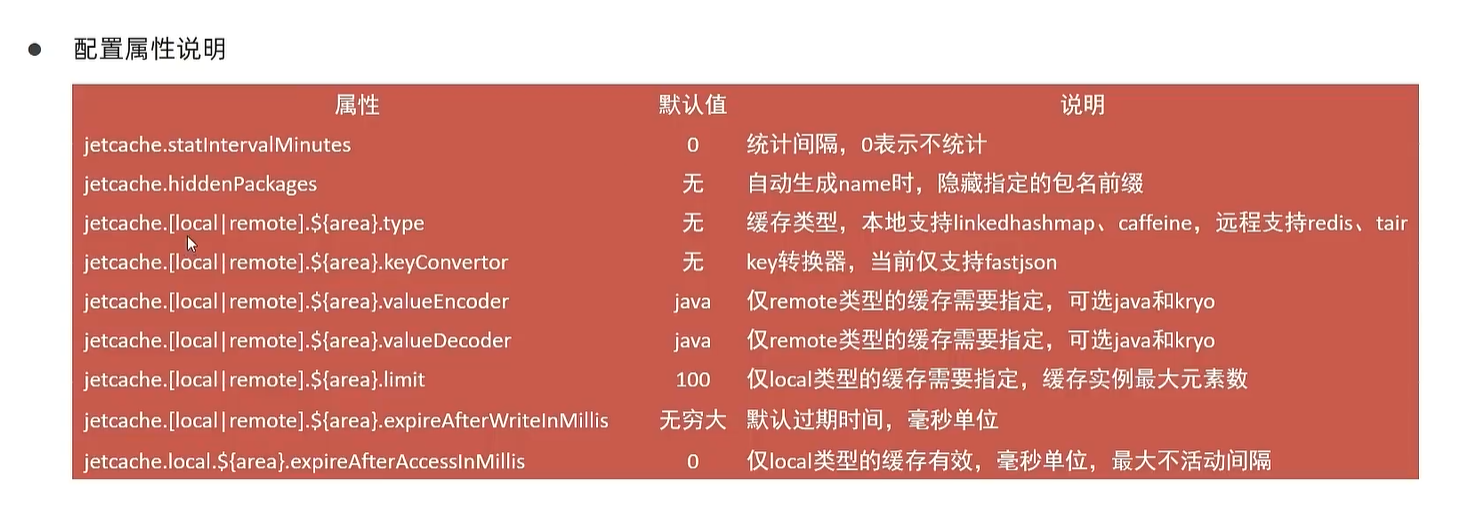 配置属性说明
属性 默认值 说明
jetcache.statIntervalMinutes 0 统计间隔，0表示不统计
jetcache.hiddenPackages 无 自动生成name时，隐藏指定的包名前缀
jetcache.[local|remote].${area}.type 无 缓存类型，本地支持linkedhashmap、caffeine，远程支持redis、tair
jetcache.[local|remote].${area}.keyConvertor 无 key转换器，当前仅支持fastjson
jetcache.[local|remote].${area}.valueEncoder java 仅remote类型的缓存需要指定，可选java和kryo
jetcache.[local|remote].${area}.valueDecoder java 仅remote类型的缓存需要指定，可选java和kryo
jetcache.[local|remote].${area}.limit 100 仅local类型的缓存需要指定，缓存实例最大元素数
jetcache.[local|remote].${area}.expireAfterWriteInMillis 无穷大 默认过期时间，毫秒单位
jetcache.local.${area}.expireAfterAccessInMillis 0 仅local类型的缓存有效，毫秒单位，最大不活动间隔